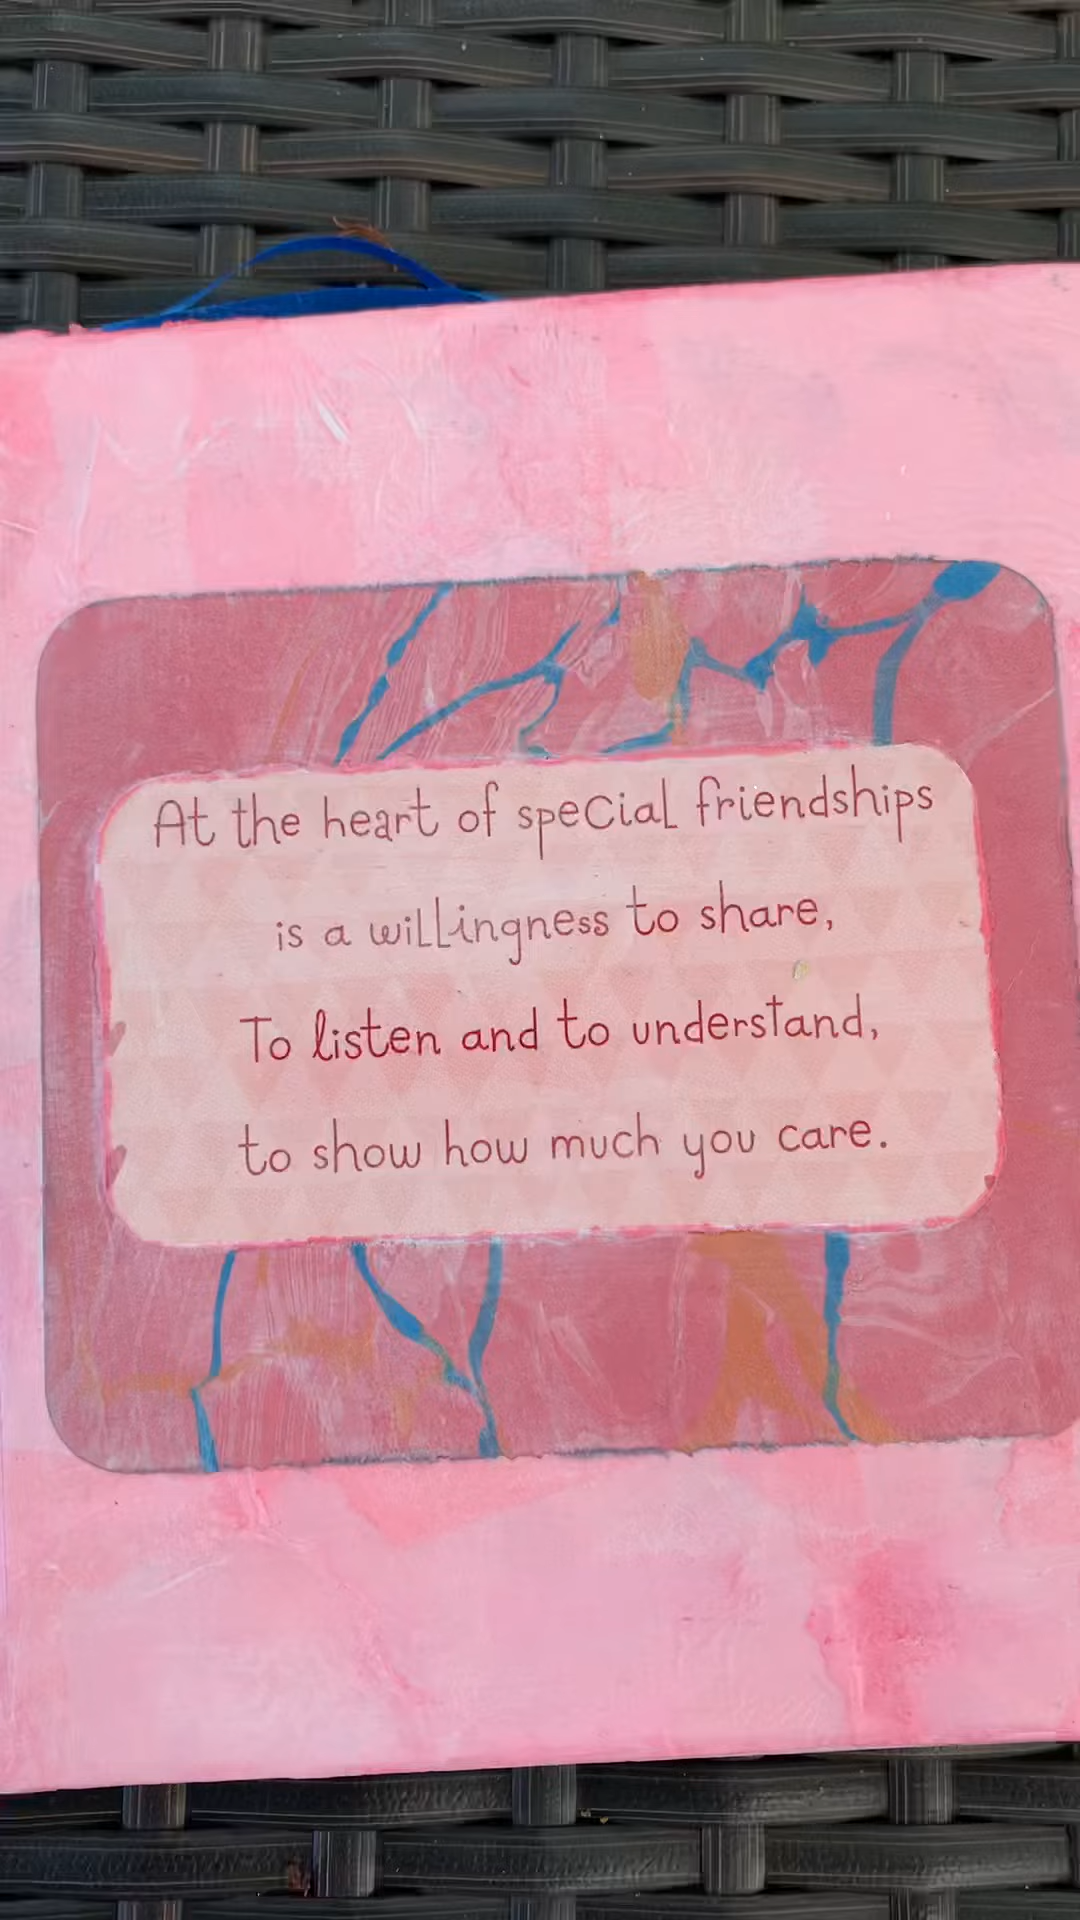 At the heart of special friendships
is a willingness to share,
To listen and to understand,
to show how much you care.